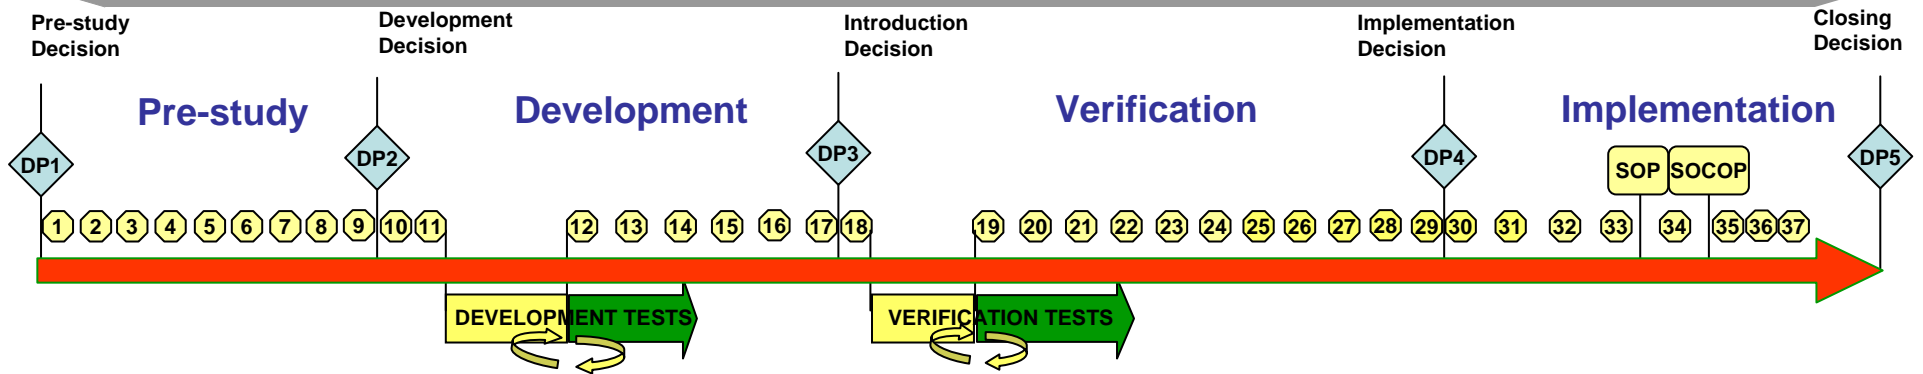 Pre-study
Decision
Development
Decision
Introduction
Decision
Implementation
Decision
Closing
Decision
Pre-study
Development
Verification
Implementation
DP1
DP2
DP3
DP4
DP5
SOP
SOCOP
1 2 3 4 5 6 7 8 9 10 11 12 13 14 15 16 17 18 19 20 21 22 23 24 25 26 27 28 29 30 31 32 33 34 35 36 37
DEVELOPMENT TESTS
VERIFICATION TESTS